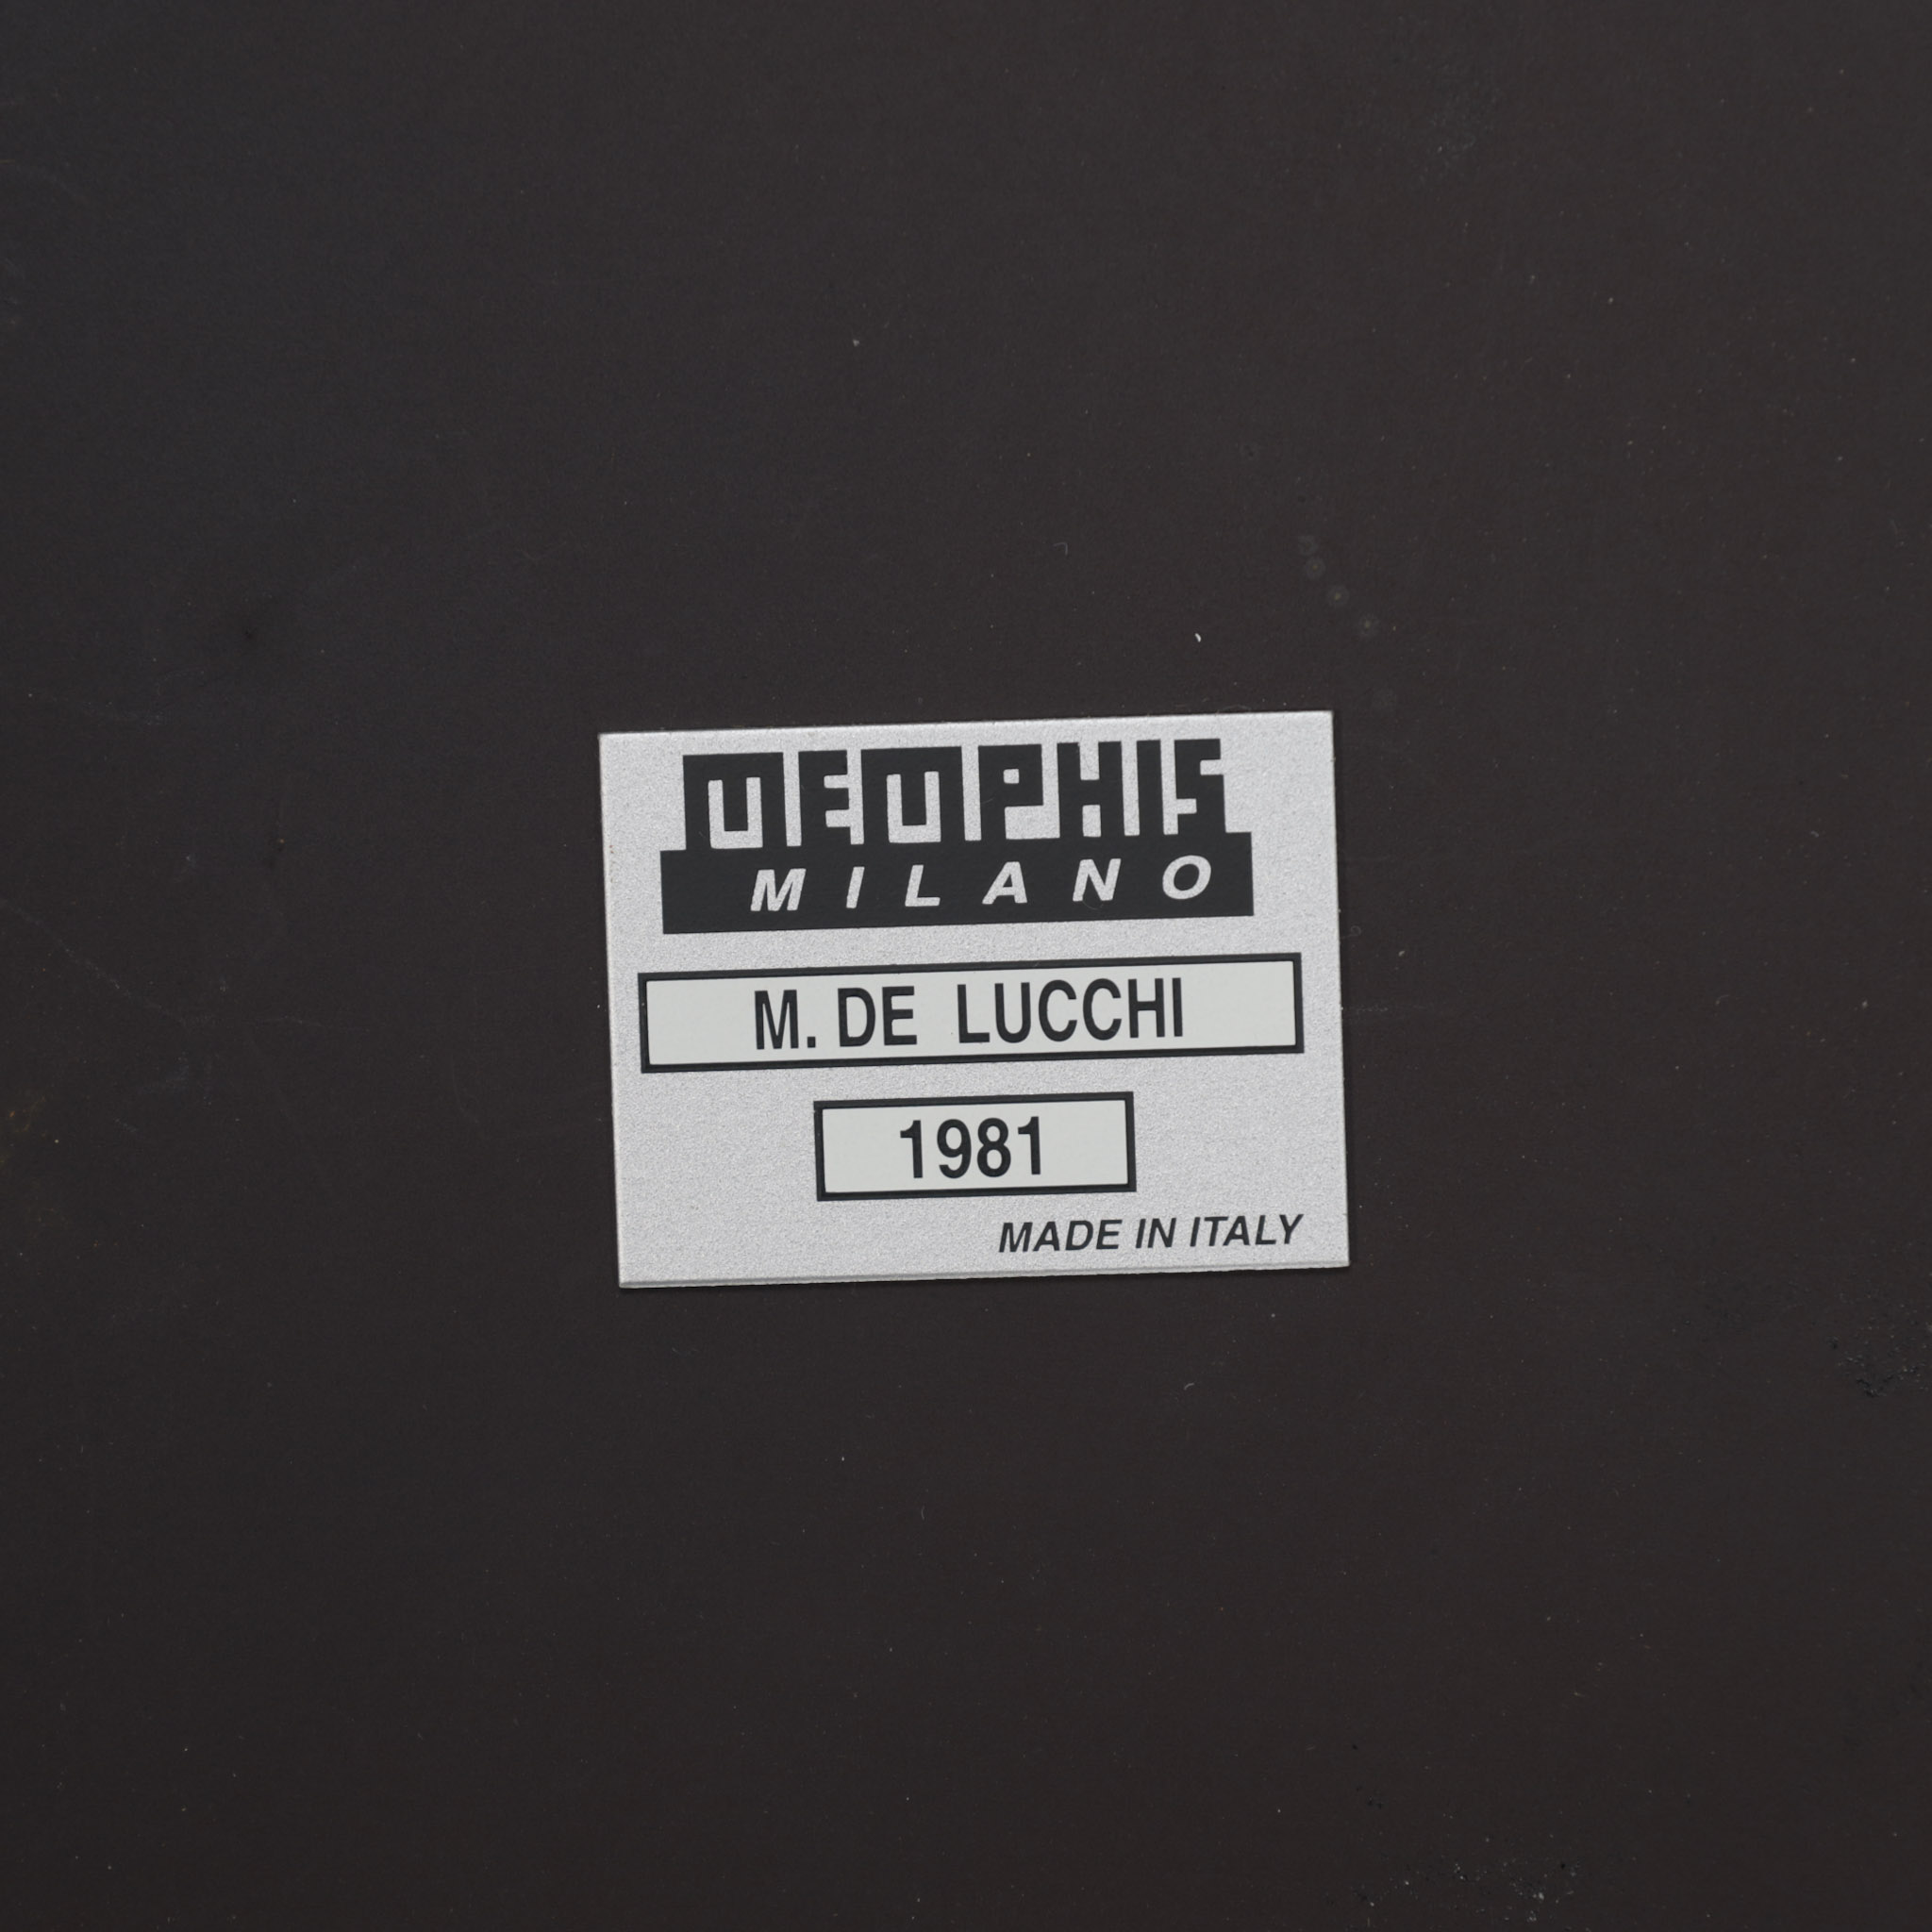 MEMPHIS
MILANO
M. DE LUCCHI
1981
MADE IN ITALY